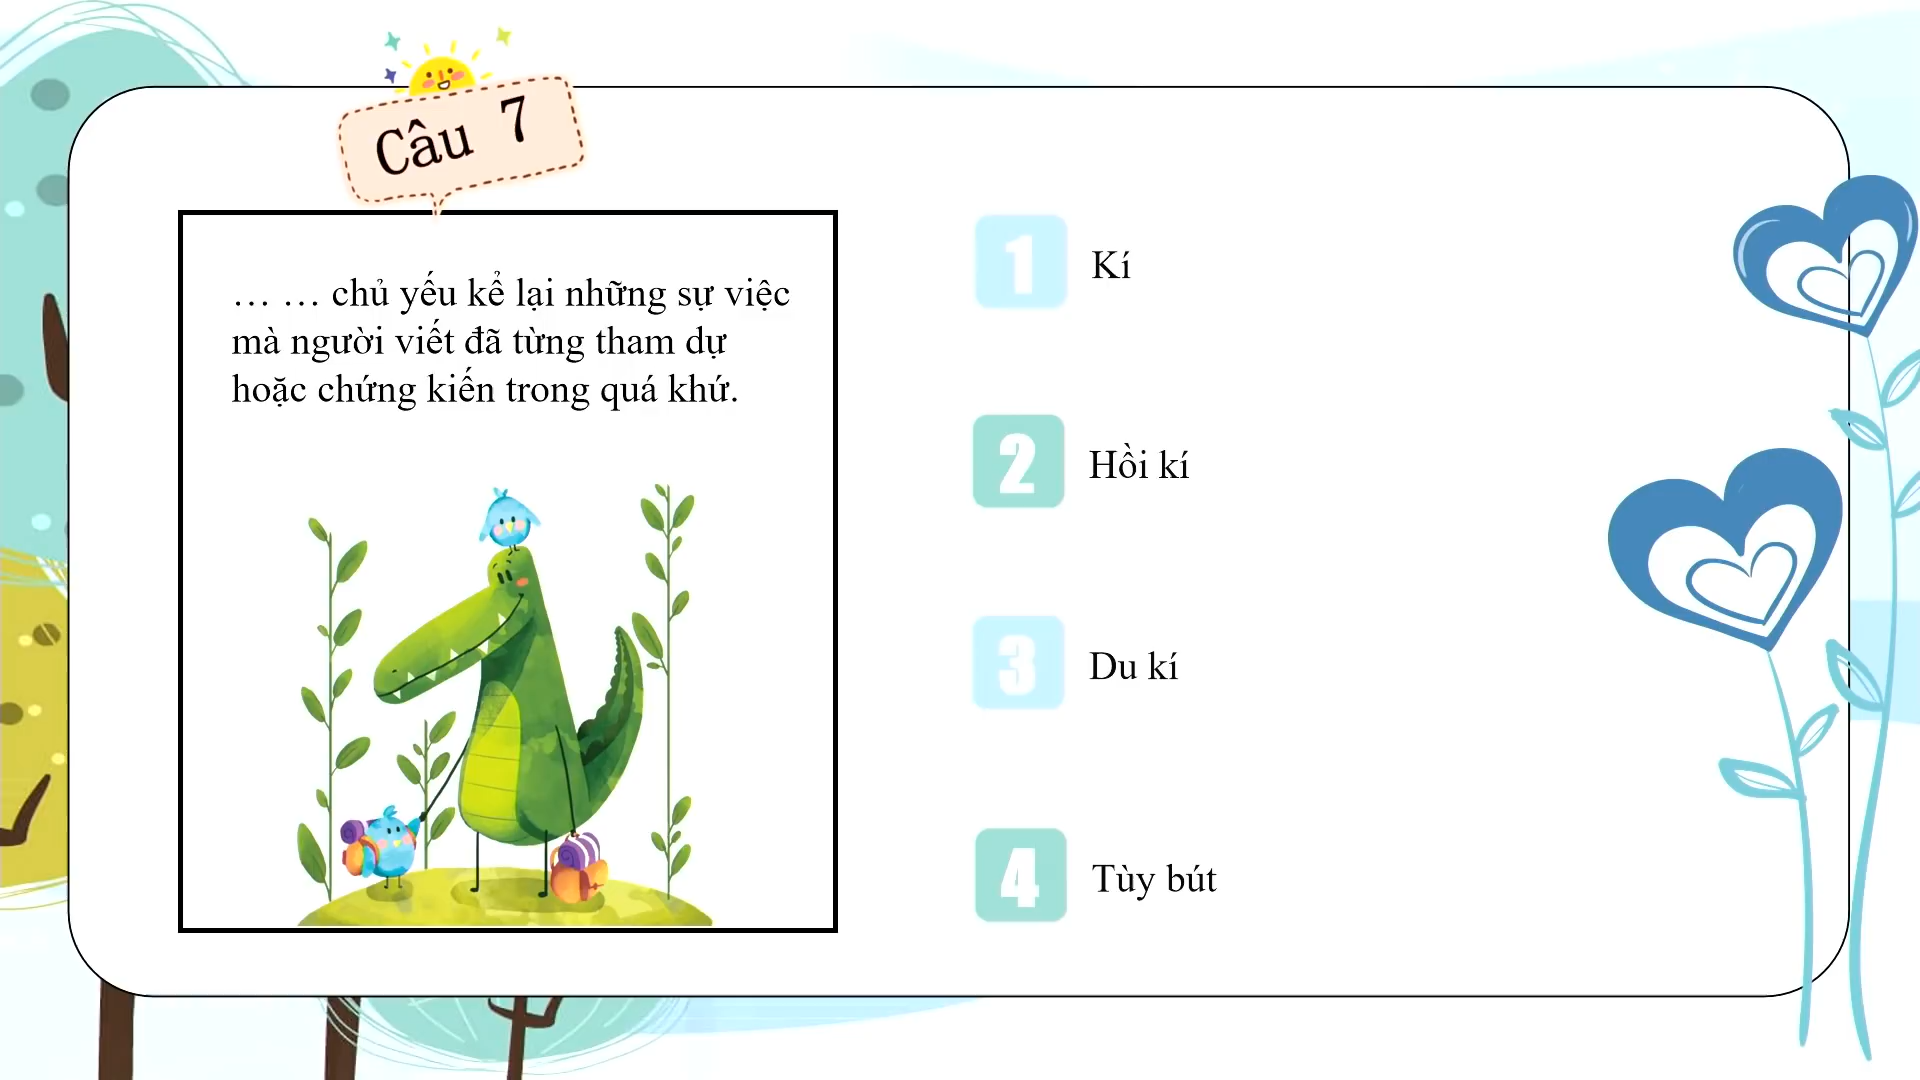 Câu 7
… … chủ yếu kể lại những sự việc
mà người viết đã từng tham dự
hoặc chứng kiến trong quá khứ.
1 Kí
2 Hồi kí
3 Du kí
4 Tùy bút